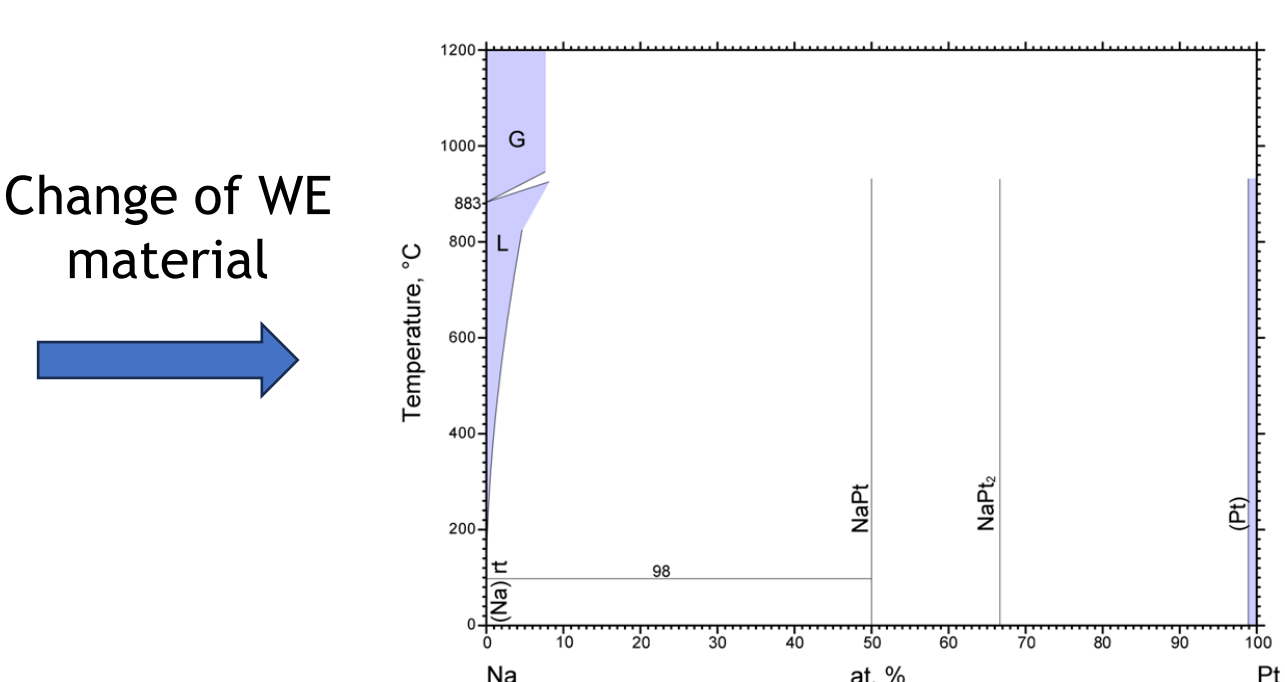 Change of WE
material
1200
1000
883
800
600
400
200
0
Temperature, °C
G
L
(Na) rt
98
NaPt
NaPt₂
(Pt)
0 10 20 30 40 50 60 70 80 90 100
Na at. % Pt